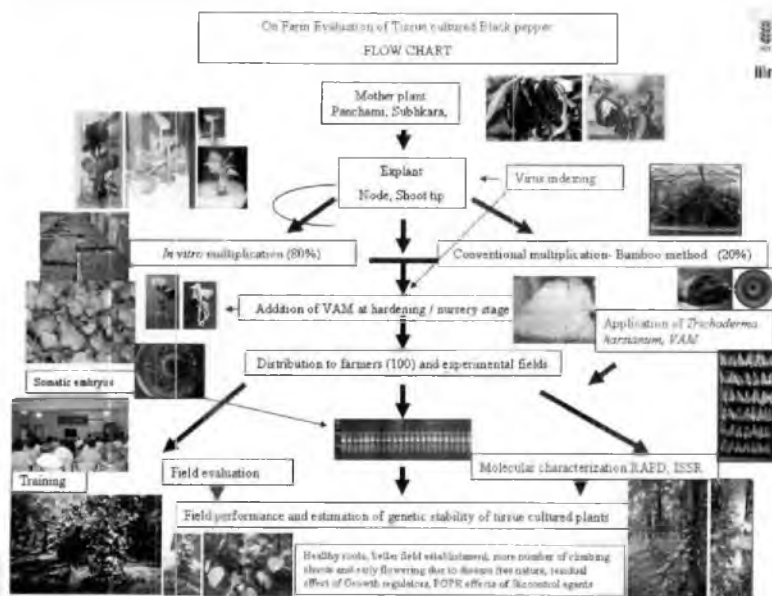 On Farm Evaluation of Tissue cultured Black pepper
FLOW CHART
Mother plant
Panchami, Subhkara,
Explant
Node, Shoot tip
Virus indexing
In vitro multiplication (80%)
Conventional multiplication- Bamboo method (20%)
Addition of VAM at hardening / nursery stage
Application of Trichoderma
harzianum, VAM
Distribution to farmers (100) and experimental fields
Somatic embryos
Training
Field evaluation
Molecular characterization RAPD, ISSR
Field performance and estimation of genetic stability of tissue cultured plants
Healthy roots, better field establishment, more number of climbing
shoots and early flowering due to disease free nature, residual
effect of Growth regulators, PGPR effects of Biocontrol agents